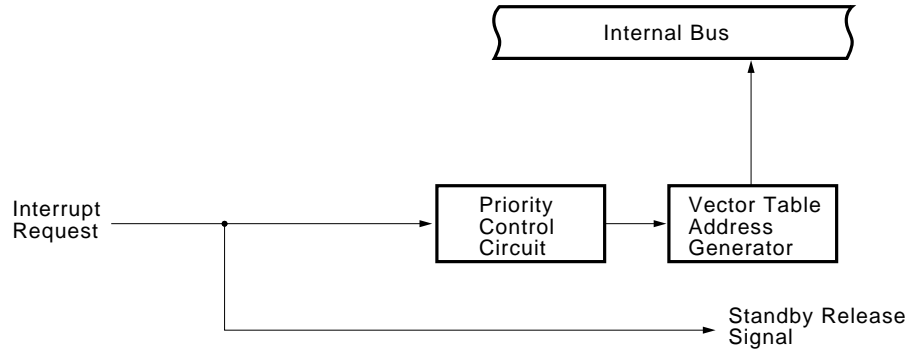 Internal Bus
Interrupt
Request
Priority
Control
Circuit
Vector Table
Address
Generator
Standby Release
Signal